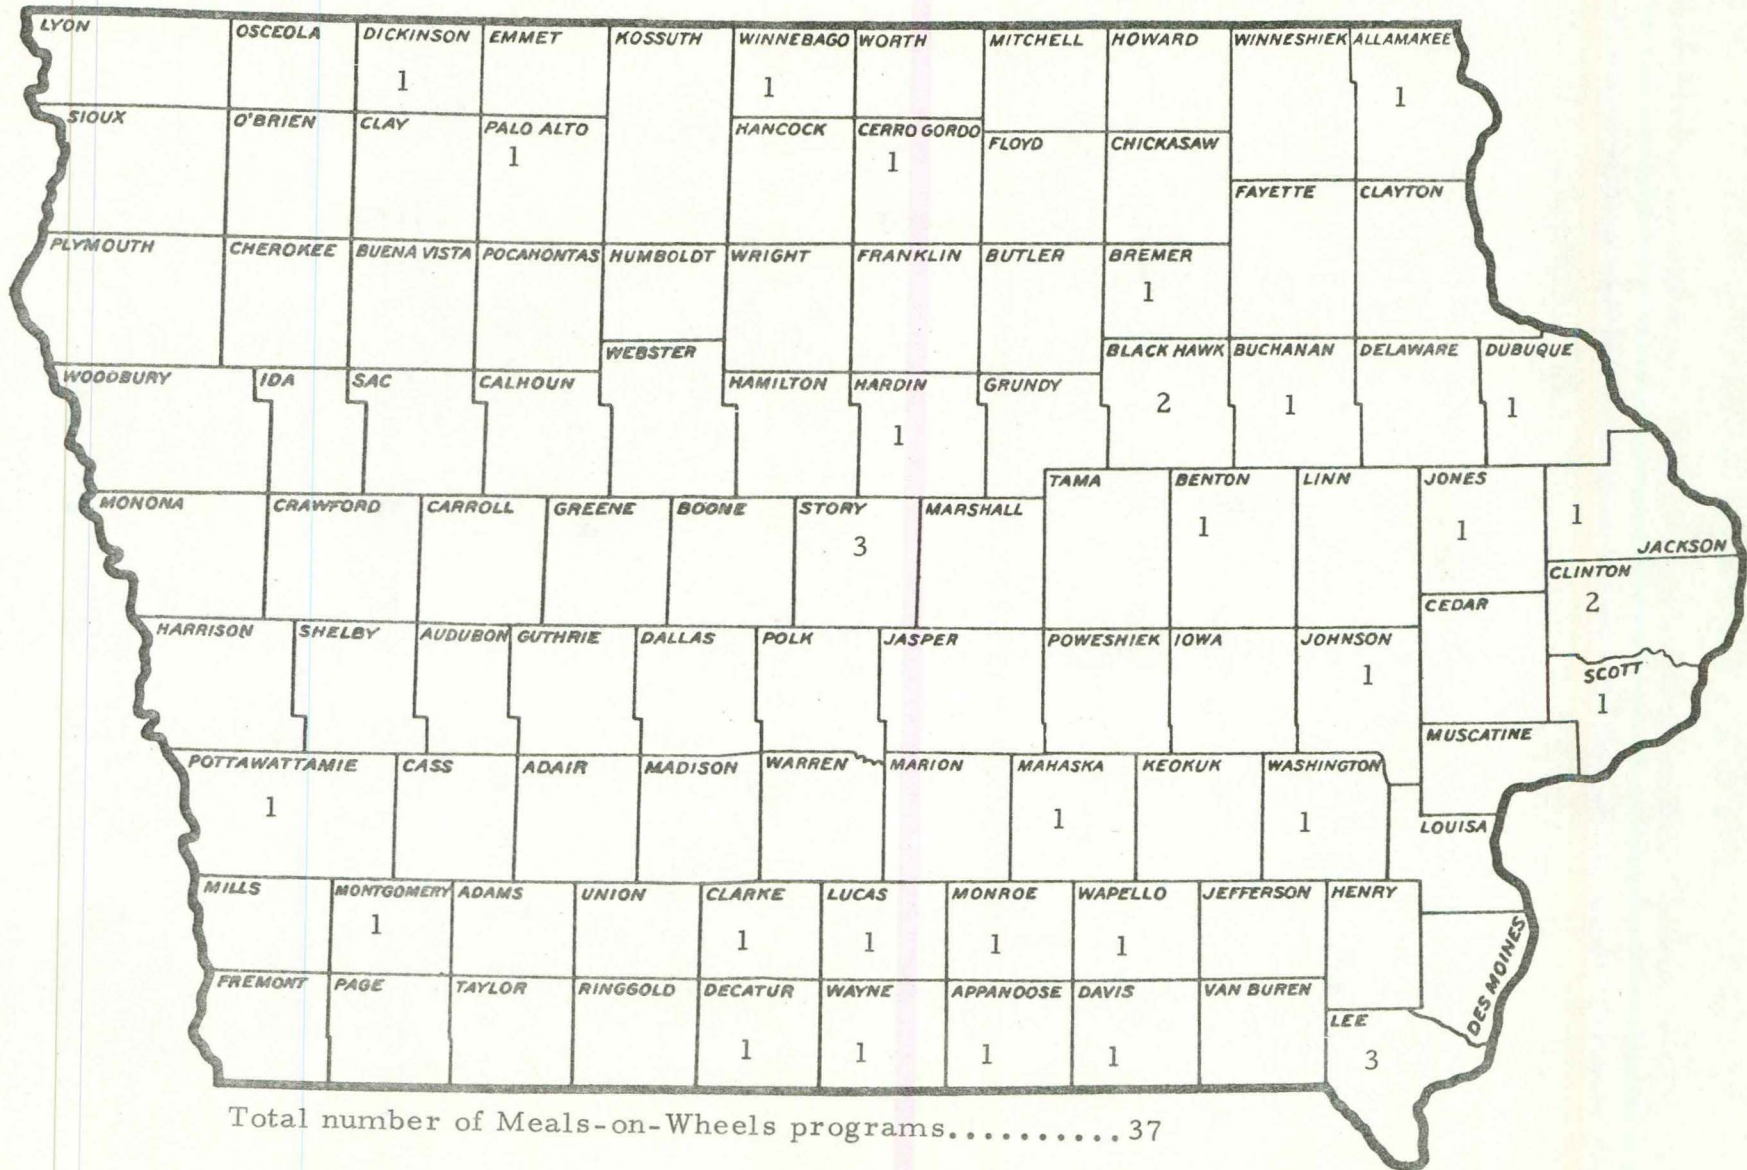 LYON OSCEOLA DICKINSON EMMET KOSSUTH WINNEBAGO WORTH MITCHELL HOWARD WINNESHIEK ALLAMAKEE
1 1 1
SIOUX O'BRIEN CLAY PALO ALTO HANCOCK CERRO GORDO FLOYD CHICKASAW
1 1
FAYETTE CLAYTON
PLYMOUTH CHEROKEE BUENA VISTA POCAHONTAS HUMBOLDT WRIGHT FRANKLIN BUTLER BREMER
1
WEBSTER BLACK HAWK BUCHANAN DELAWARE DUBUQUE
2 1 1
WOODBURY IDA SAC CALHOUN HAMILTON HARDIN GRUNDY
1
TAMA BENTON LINN JONES
1 1 1
JACKSON
MONONA CRAWFORD CARROLL GREENE BOONE STORY MARSHALL
3
CLINTON
2
CEDAR
HARRISON SHELBY AUDUBON GUTHRIE DALLAS POLK JASPER POWESHIEK IOWA JOHNSON
1
SCOTT
1
MUSCATINE
POTTAWATTAMIE CASS ADAIR MADISON WARREN MARION MAHASKA KEOKUK WASHINGTON
1 1 1
LOUISA
MILLS MONTGOMERY ADAMS UNION CLARKE LUCAS MONROE WAPELLO JEFFERSON HENRY
1 1 1 1 1
DES MOINES
FREMONT PAGE TAYLOR RINGGOLD DECATUR WAYNE APPANOOSE DAVIS VAN BUREN
1 1 1 1
LEE
3
Total number of Meals-on-Wheels programs..........37